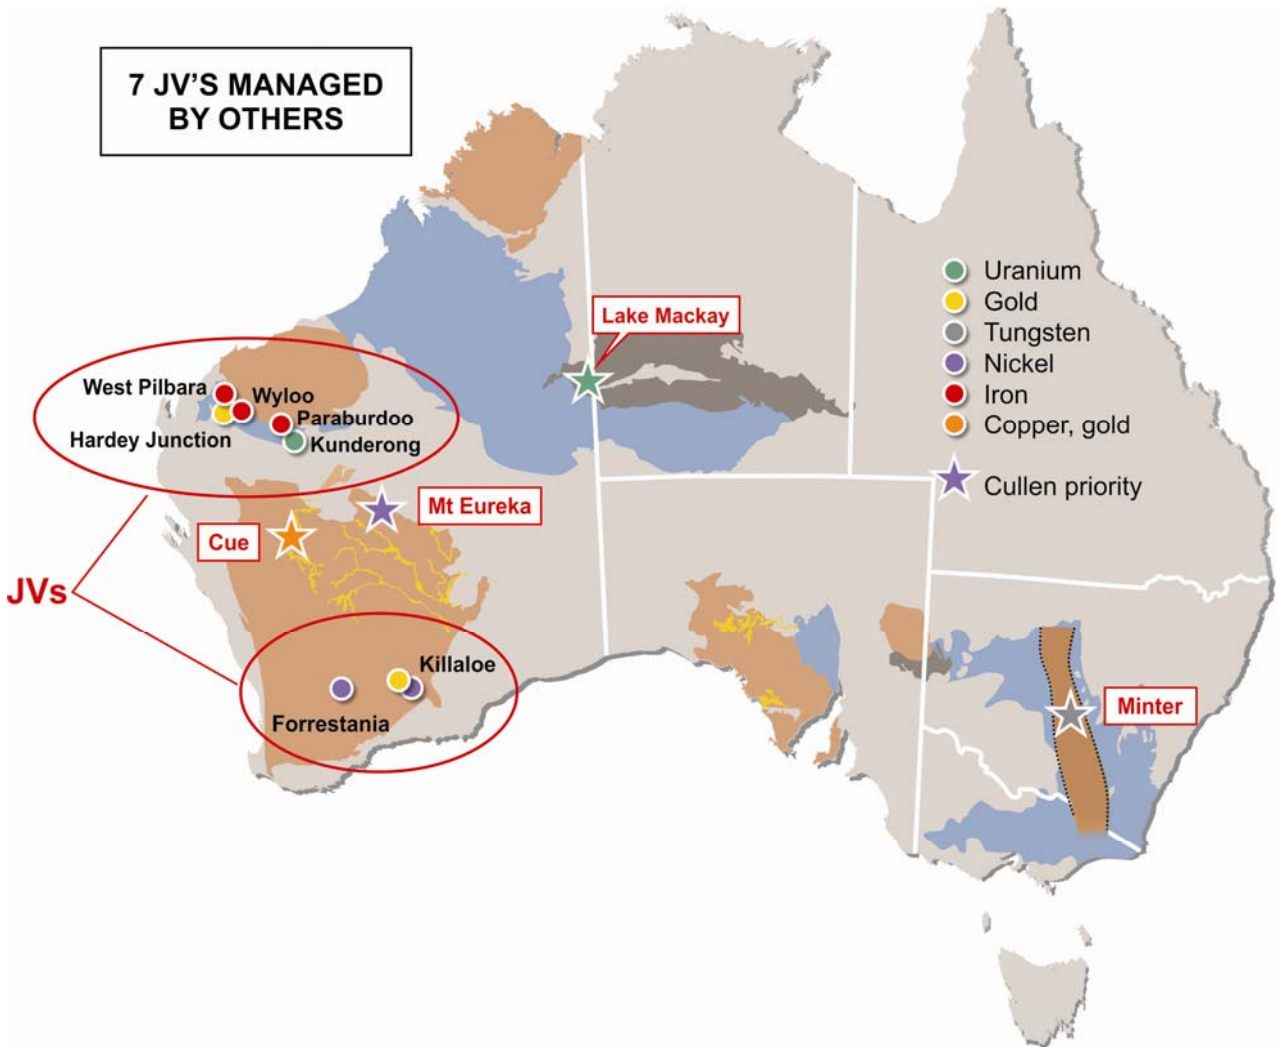 7 JV'S MANAGED
BY OTHERS
Uranium
Lake Mackay
Gold
Tungsten
Nickel
West Pilbara
Wyloo
Iron
Paraburdoo
Copper, gold
Hardey Junction
Kunderong
Cullen priority
Mt Eureka
Cue
JVs
Killaloe
Minter
Forrestania